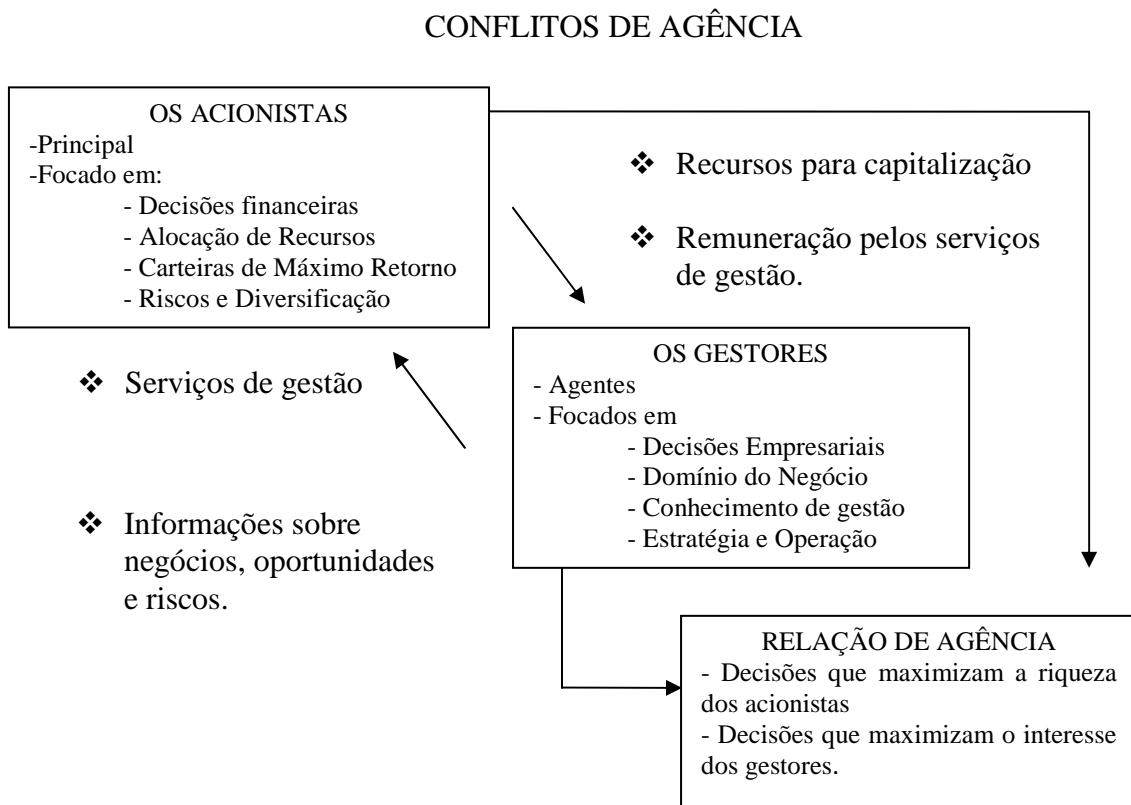 CONFLITOS DE AGÊNCIA
OS ACIONISTAS
-Principal
-Focado em:
- Decisões financeiras
- Alocação de Recursos
- Carteiras de Máximo Retorno
- Riscos e Diversificação
❖ Recursos para capitalização
❖ Remuneração pelos serviços
de gestão.
❖ Serviços de gestão
❖ Informações sobre
negócios, oportunidades
e riscos.
OS GESTORES
- Agentes
- Focados em
- Decisões Empresariais
- Domínio do Negócio
- Conhecimento de gestão
- Estratégia e Operação
RELAÇÃO DE AGÊNCIA
- Decisões que maximizam a riqueza
dos acionistas
- Decisões que maximizam o interesse
dos gestores.